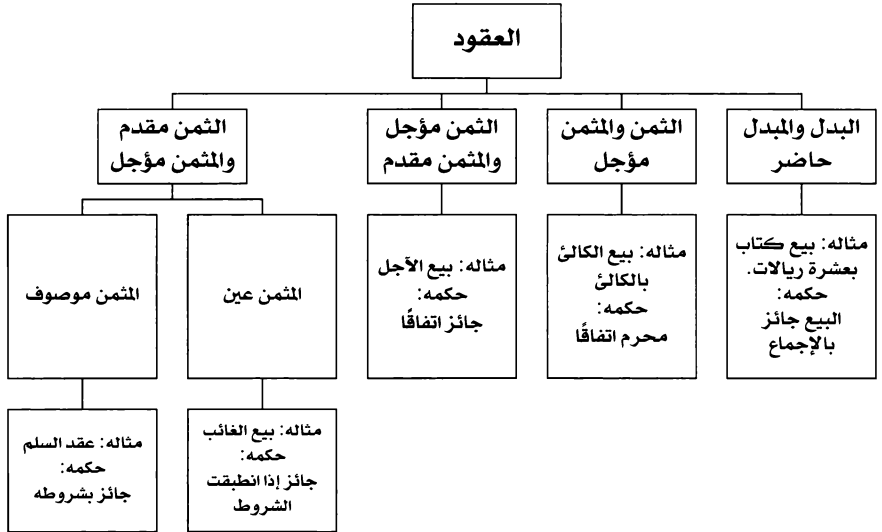 العقود
البدل والمبدل
حاضر
الثمن والمثمن
مؤجل
الثمن مؤجل
والمثمن مقدم
الثمن مقدم
والمثمن مؤجل
مثاله: بيع كتاب
بعشرة ريالات.
حكمه:
البيع جائز
بالإجماع
مثاله: بيع الكالئ
بالكالئ
حكمه:
محرم اتفاقًا
مثاله: بيع الآجل
حكمه:
جائز اتفاقًا
المثمن عين
المثمن موصوف
مثاله: بيع الغائب
حكمه:
جائز إذا انطبقت
الشروط
مثاله: عقد السلم
حكمه:
جائز بشروطه